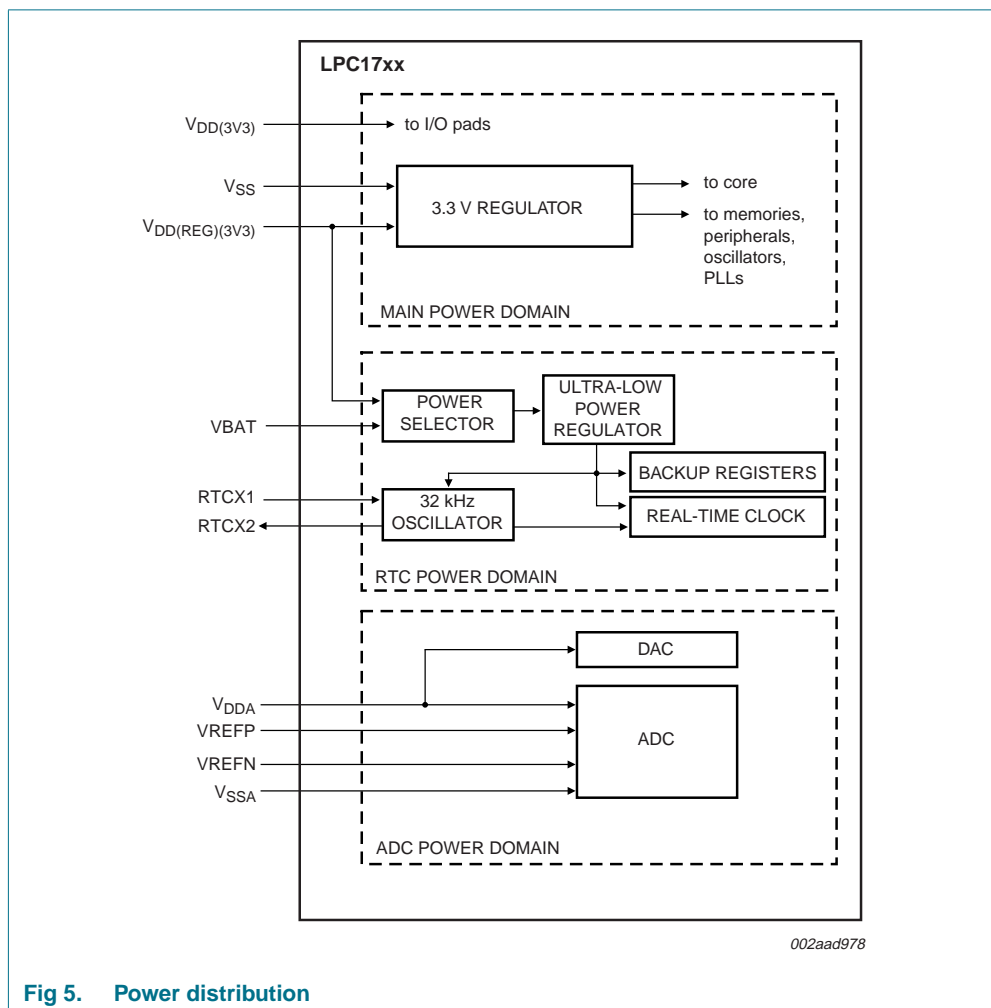 LPC17xx
VDD(3V3)
to I/O pads
VSS
3.3 V REGULATOR
to core
VDD(REG)(3V3)
to memories,
peripherals,
oscillators,
PLLs
MAIN POWER DOMAIN
ULTRA-LOW
POWER
REGULATOR
POWER
SELECTOR
VBAT
BACKUP REGISTERS
RTCX1
32 kHz
OSCILLATOR
REAL-TIME CLOCK
RTCX2
RTC POWER DOMAIN
DAC
VDDA
VREFP
ADC
VREFN
VSSA
ADC POWER DOMAIN
002aad978
Fig 5. Power distribution